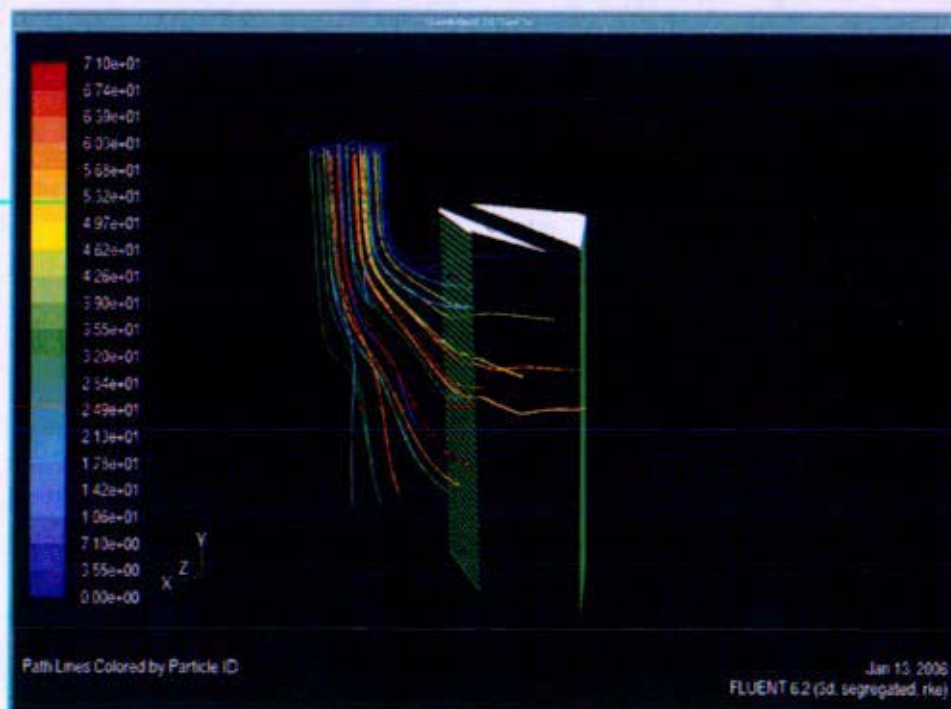 7.10e+01
6.74e+01
6.39e+01
6.03e+01
5.68e+01
5.32e+01
4.97e+01
4.62e+01
4.26e+01
3.90e+01
3.55e+01
3.20e+01
2.84e+01
2.49e+01
2.13e+01
1.78e+01
1.42e+01
1.06e+01
7.10e+00
3.55e+00
0.00e+00
Y
Z
X
Path Lines Colored by Particle ID
Jan 13, 2006
FLUENT 6.2 (3d, segregated, rke)